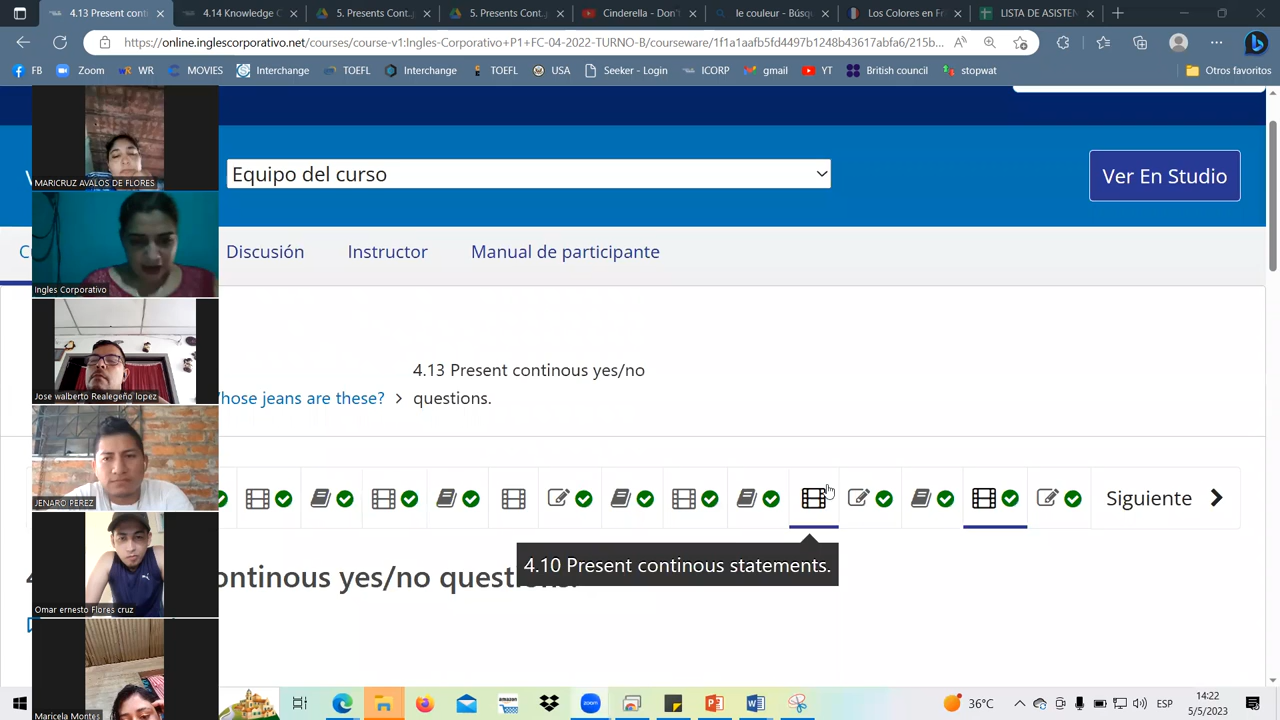 4.13 Present Cont
4.14 Knowledge C
5. Presents Cont.j
5. Presents Cont.j
Cinderella - Don'
le couleur - Búsq
Los Colores en Fr
LISTA DE ASISTEN
https://online.inglescorporativo.net/courses/course-v1:Ingles-Corporativo+P1+FC-04-2022-TURNO-B/courseware/1f1a1aafb5fd4497b1248b43617abfa6/215b...
FB
Zoom
WR
MOVIES
Interchange
TOEFL
Interchange
TOEFL
USA
Seeker - Login
ICORP
gmail
YT
British council
stopwat
Otros favoritos
MARICRUZ AVALOS DE FLORES
Equipo del curso
Ver En Studio
Discusión
Instructor
Manual de participante
Ingles Corporativo
4.13 Present continous yes/no
hose jeans are these? > questions.
Jose walberto Realegeño lopez
JENARO PEREZ
Siguiente
4.10 Present continous statements.
ontinous yes/no quest
Omar ernesto Flores cruz
Maricela Montes
36°C
ESP
14:22
5/5/2023